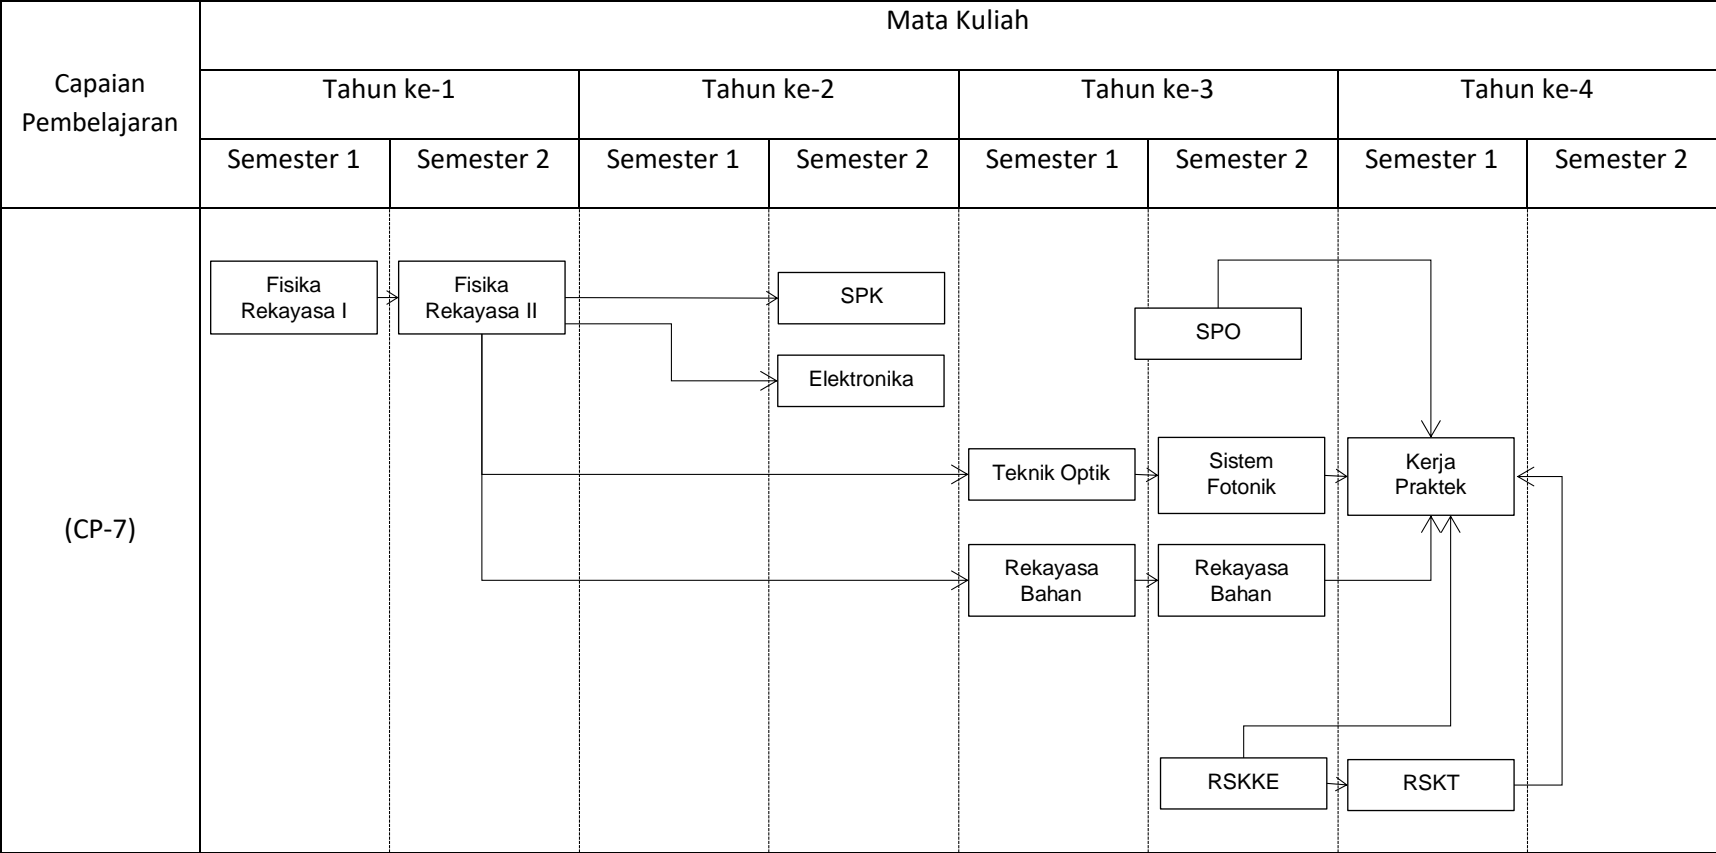 Mata Kuliah
Capaian
Pembelajaran
Tahun ke-1
Tahun ke-2
Tahun ke-3
Tahun ke-4
Semester 1
Semester 2
Semester 1
Semester 2
Semester 1
Semester 2
Semester 1
Semester 2
(CP-7)
Fisika
Rekayasa I
Fisika
Rekayasa II
SPK
Elektronika
SPO
Teknik Optik
Sistem
Fotonik
Kerja
Praktek
Rekayasa
Bahan
Rekayasa
Bahan
RSKKE
RSKT